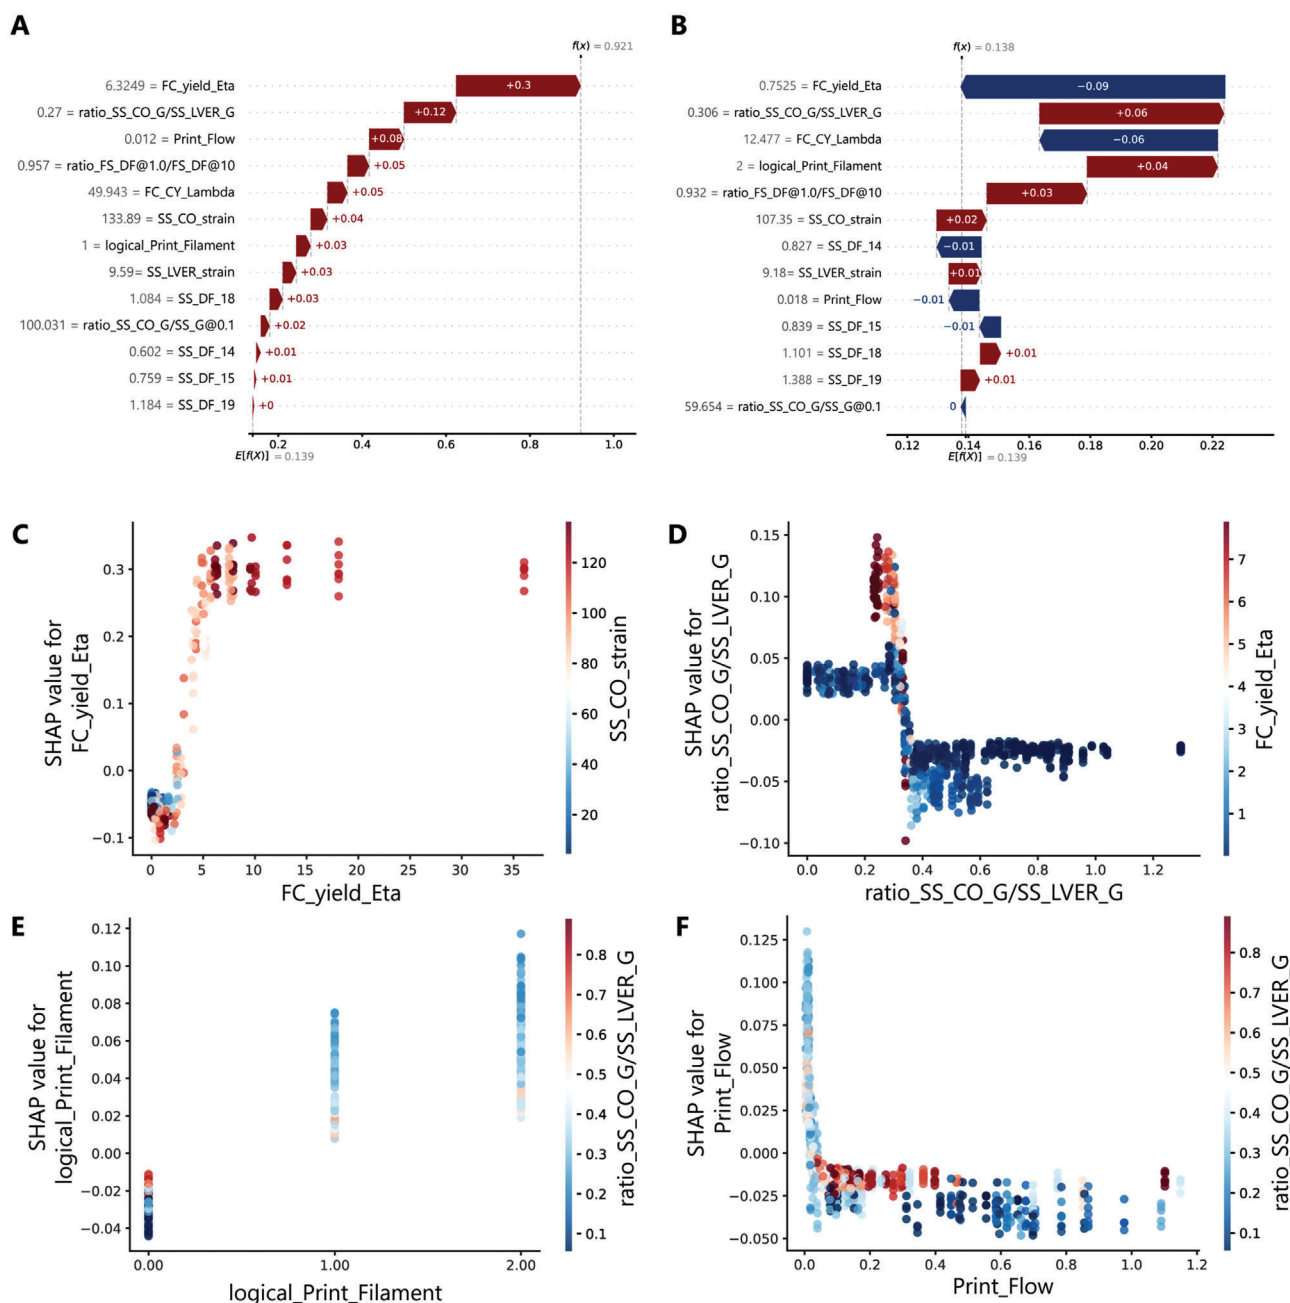 A
f(x) = 0.921
6.3249 = FC_yield_Eta
+0.3
0.27 = ratio_SS_CO_G/SS_LVER_G
+0.12
0.012 = Print_Flow
+0.08
0.957 = ratio_FS_DF@1.0/FS_DF@10
+0.05
49.943 = FC_CY_Lambda
+0.05
133.89 = SS_CO_strain
+0.04
1 = logical_Print_Filament
+0.03
9.59= SS_LVER_strain
+0.03
1.084 = SS_DF_18
+0.03
100.031 = ratio_SS_CO_G/SS_G@0.1
+0.02
0.602 = SS_DF_14
+0.01
0.759 = SS_DF_15
+0.01
1.184 = SS_DF_19
+0
0.2 0.4 0.6 0.8 1.0
E[f(X)] = 0.139
B
f(x) = 0.138
0.7525 = FC_yield_Eta
−0.09
0.306 = ratio_SS_CO_G/SS_LVER_G
+0.06
12.477 = FC_CY_Lambda
−0.06
2 = logical_Print_Filament
+0.04
0.932 = ratio_FS_DF@1.0/FS_DF@10
+0.03
107.35 = SS_CO_strain
+0.02
0.827 = SS_DF_14
−0.01
9.18= SS_LVER_strain
+0.01
0.018 = Print_Flow
−0.01
0.839 = SS_DF_15
−0.01
1.101 = SS_DF_18
+0.01
1.388 = SS_DF_19
+0.01
59.654 = ratio_SS_CO_G/SS_G@0.1
0
0.12 0.14 0.16 0.18 0.20 0.22
E[f(X)] = 0.139
C
SHAP value for
FC_yield_Eta
0.3
0.2
0.1
0.0
−0.1
0 5 10 15 20 25 30 35
FC_yield_Eta
120
100
80
60
40
20
SS_CO_strain
D
SHAP value for
ratio_SS_CO_G/SS_LVER_G
0.15
0.10
0.05
0.00
−0.05
−0.10
0.0 0.2 0.4 0.6 0.8 1.0 1.2
ratio_SS_CO_G/SS_LVER_G
7
6
5
4
3
2
1
FC_yield_Eta
E
SHAP value for
logical_Print_Filament
0.12
0.10
0.08
0.06
0.04
0.02
0.00
−0.02
−0.04
0.00 1.00 2.00
logical_Print_Filament
0.8
0.7
0.6
0.5
0.4
0.3
0.2
0.1
ratio_SS_CO_G/SS_LVER_G
F
SHAP value for
Print_Flow
0.125
0.100
0.075
0.050
0.025
0.000
−0.025
−0.050
0.0 0.2 0.4 0.6 0.8 1.0 1.2
Print_Flow
0.8
0.7
0.6
0.5
0.4
0.3
0.2
0.1
ratio_SS_CO_G/SS_LVER_G